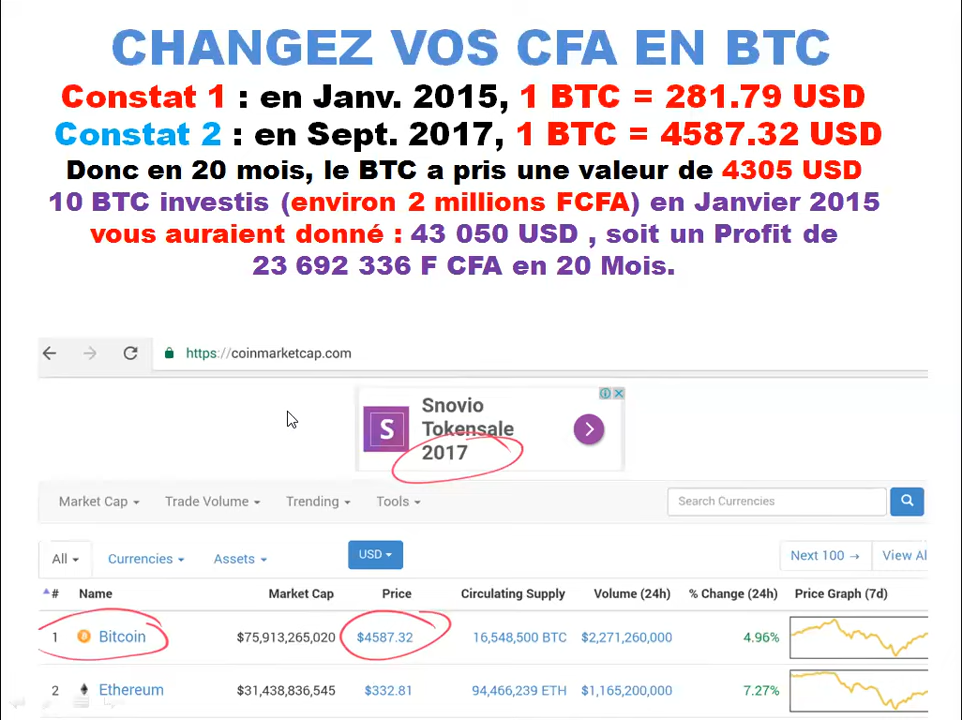 CHANGEZ VOS CFA EN BTC
Constat 1 : en Janv. 2015, 1 BTC = 281.79 USD
Constat 2 : en Sept. 2017, 1 BTC = 4587.32 USD
Donc en 20 mois, le BTC a pris une valeur de 4305 USD
10 BTC investis (environ 2 millions FCFA) en Janvier 2015
vous auraient donné : 43 050 USD , soit un Profit de
23 692 336 F CFA en 20 Mois.
https://coinmarketcap.com
S
Snovio
Tokensale
2017
Market Cap Trade Volume Trending Tools Search Currencies
All Currencies Assets USD Next 100 → View Al
# Name Market Cap Price Circulating Supply Volume (24h) % Change (24h) Price Graph (7d)
1 Bitcoin $75,913,265,020 $4587.32 16,548,500 BTC $2,271,260,000 4.96%
2 Ethereum $31,438,836,545 $332.81 94,466,239 ETH $1,165,200,000 7.27%